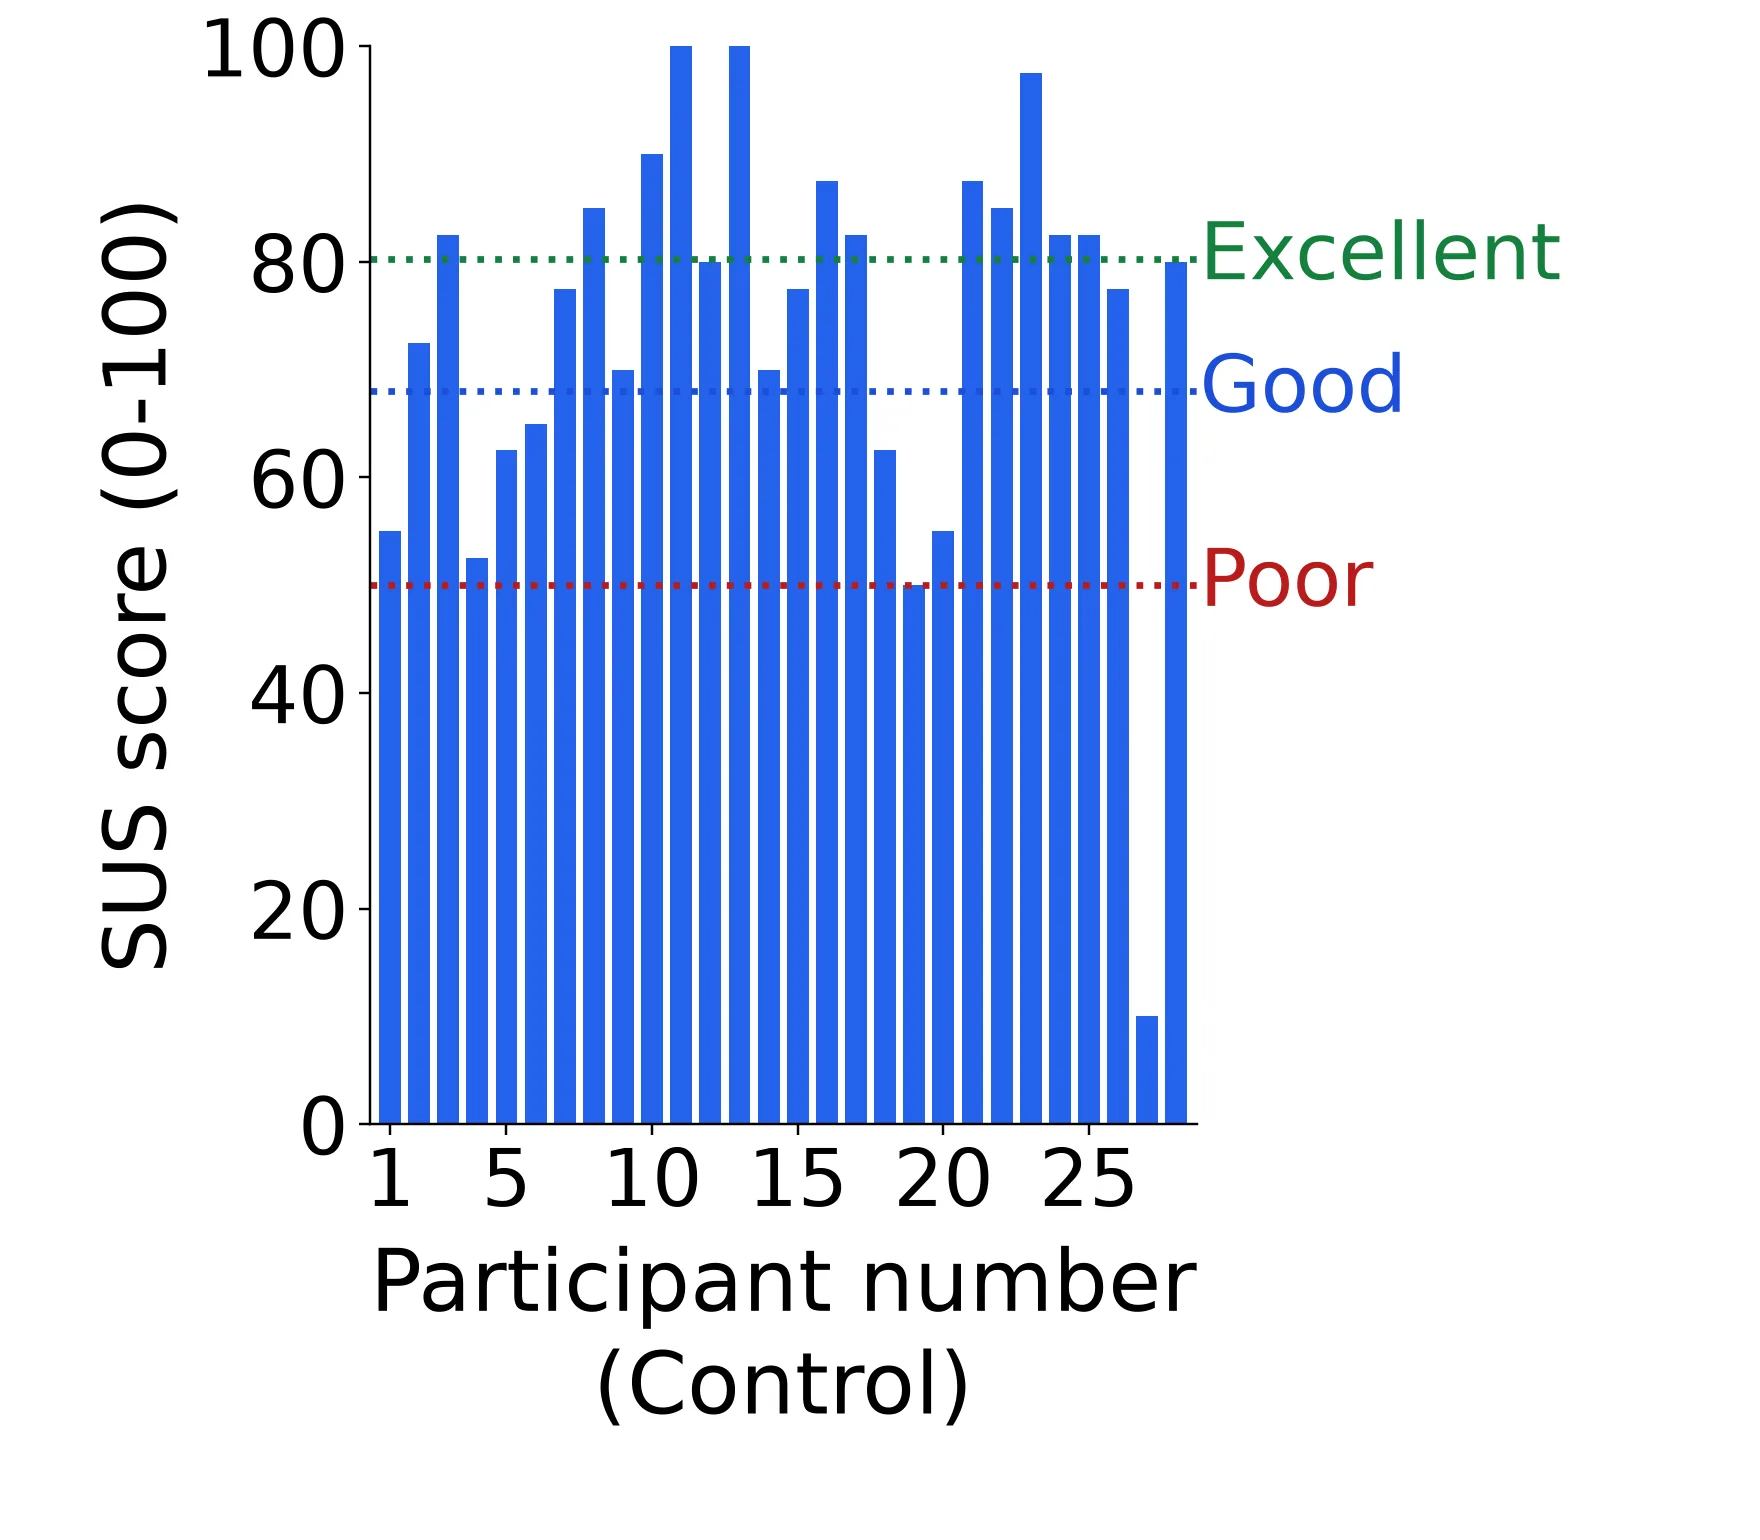 SUS score (0-100)
100
80
60
40
20
0
Excellent
Good
Poor
1 5 10 15 20 25
Participant number
(Control)